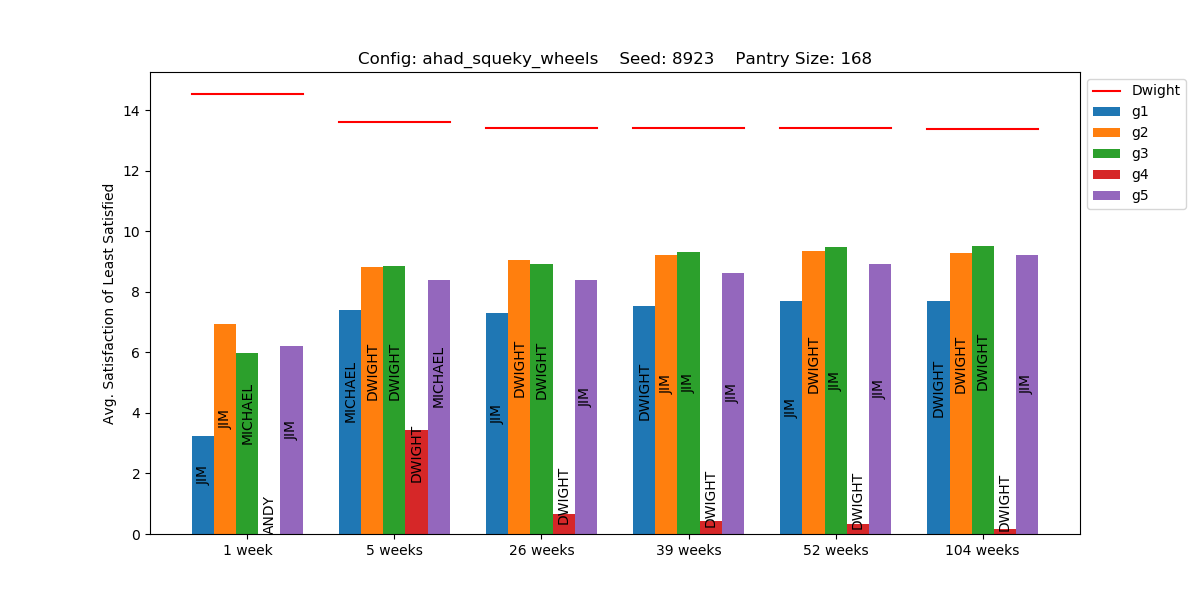 Config: ahad_squeky_wheels    Seed: 8923    Pantry Size: 168
Avg. Satisfaction of Least Satisfied
14
12
10
8
6
4
2
0
JIM
JIM
MICHAEL
ANDY
JIM
MICHAEL
DWIGHT
DWIGHT
DWIGHT
MICHAEL
JIM
DWIGHT
DWIGHT
DWIGHT
JIM
DWIGHT
JIM
JIM
DWIGHT
JIM
JIM
DWIGHT
JIM
DWIGHT
JIM
DWIGHT
DWIGHT
DWIGHT
DWIGHT
JIM
1 week
5 weeks
26 weeks
39 weeks
52 weeks
104 weeks
Dwight
g1
g2
g3
g4
g5